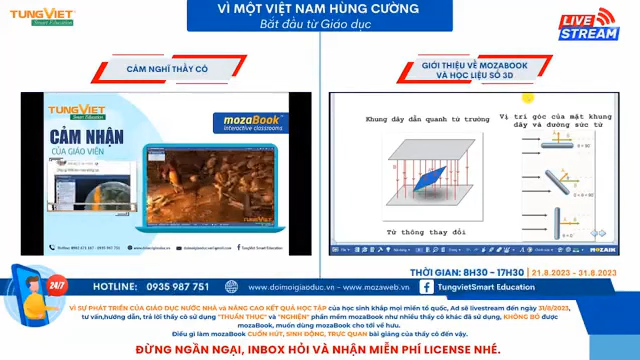 TUNGVIET
Smart Education
VÌ MỘT VIỆT NAM HÙNG CƯỜNG
Bắt đầu từ Giáo dục
LIVE
STREAM
CẢM NGHĨ THẦY CÔ
GIỚI THIỆU VỀ MOZABOOK
VÀ HỌC LIỆU SỐ 3D
TUNGVIET
Smart Education
CẢM NHẬN
CỦA GIÁO VIÊN
mozaBook
interactive classrooms
TUNGVIET
Khung dây dẫn quanh từ trường
Từ thông thay đổi
Vị trí góc của mặt khung
dây và đường sức từ
MOZAIK
THỜI GIAN: 8H30 - 17H30 | 21.8.2023 - 31.8.2023
24/7
HOTLINE: 0935 987 751
www.doimoigiaoduc.vn - www.mozaweb.vn
TungvietSmart Education
VÌ SỰ PHÁT TRIỂN CỦA GIÁO DỤC NƯỚC NHÀ và NÂNG CAO KẾT QUẢ HỌC TẬP của học sinh khắp mọi miền tổ quốc, Ad sẽ livestream đến ngày 31/8/2023,
tư vấn,hướng dẫn, trả lời thầy cô sử dụng "THUẦN THỤC" và "NGHIỆN" phần mềm mozaBook như nhiều thầy cô khác đã sử dụng, KHÔNG BỎ được
mozaBook, muốn dùng mozaBook cho tới về hưu.
Điều gì làm mozaBook CUỐN HÚT, SINH ĐỘNG, TRỰC QUAN bài giảng của thầy cô đến vậy.
ĐỪNG NGẦN NGẠI, INBOX HỎI VÀ NHẬN MIỄN PHÍ LICENSE NHÉ.